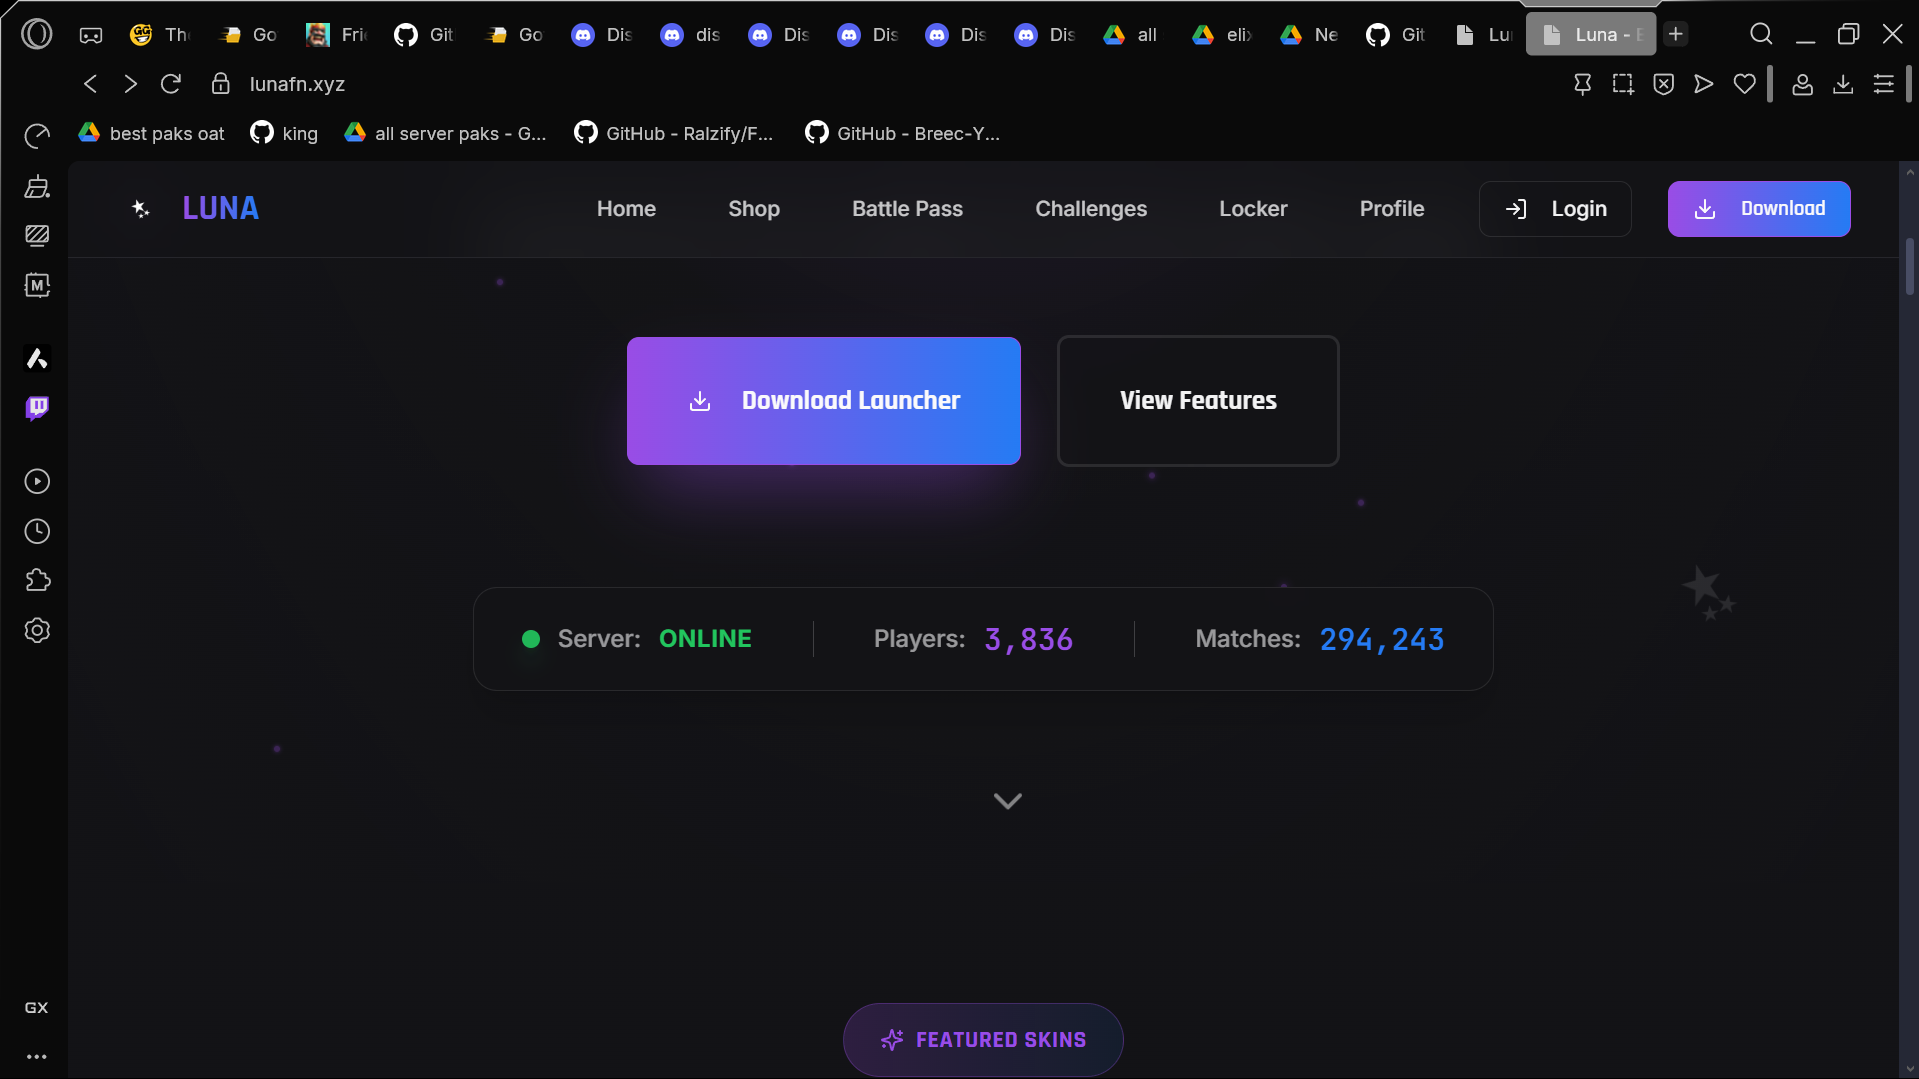 The
Go
Frie
Git
Go
Dis
dis
Dis
Dis
Dis
Dis
all
elix
Ne
Git
Lu
Luna - E
lunafn.xyz
best paks oat
king
all server paks - G...
GitHub - Ralzify/F...
GitHub - Breec-Y...
LUNA
Home
Shop
Battle Pass
Challenges
Locker
Profile
Login
Download
M
Download Launcher
View Features
Server: ONLINE
Players: 3,836
Matches: 294,243
GX
FEATURED SKINS